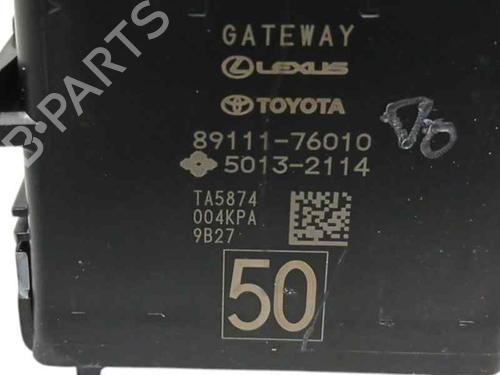 GATEWAY
LEXUS
TOYOTA
89111-76010
5013-2114
TA5874
004KPA
9B27
50
B-PARTS